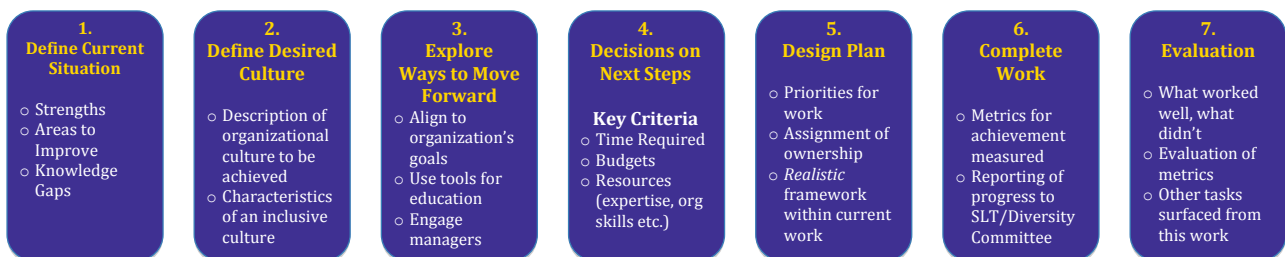 1.
Define Current
Situation
○ Strengths
○ Areas to
Improve
○ Knowledge
Gaps
2.
Define Desired
Culture
○ Description of
organizational
culture to be
achieved
○ Characteristics
of an inclusive
culture
3.
Explore
Ways to Move
Forward
○ Align to
organization's
goals
○ Use tools for
education
○ Engage
managers
4.
Decisions on
Next Steps
Key Criteria
○ Time Required
○ Budgets
○ Resources
(expertise, org
skills etc.)
5.
Design Plan
○ Priorities for
work
○ Assignment of
ownership
○ Realistic
framework
within current
work
6.
Complete
Work
○ Metrics for
achievement
measured
○ Reporting of
progress to
SLT/Diversity
Committee
7.
Evaluation
○ What worked
well, what
didn't
○ Evaluation of
metrics
○ Other tasks
surfaced from
this work